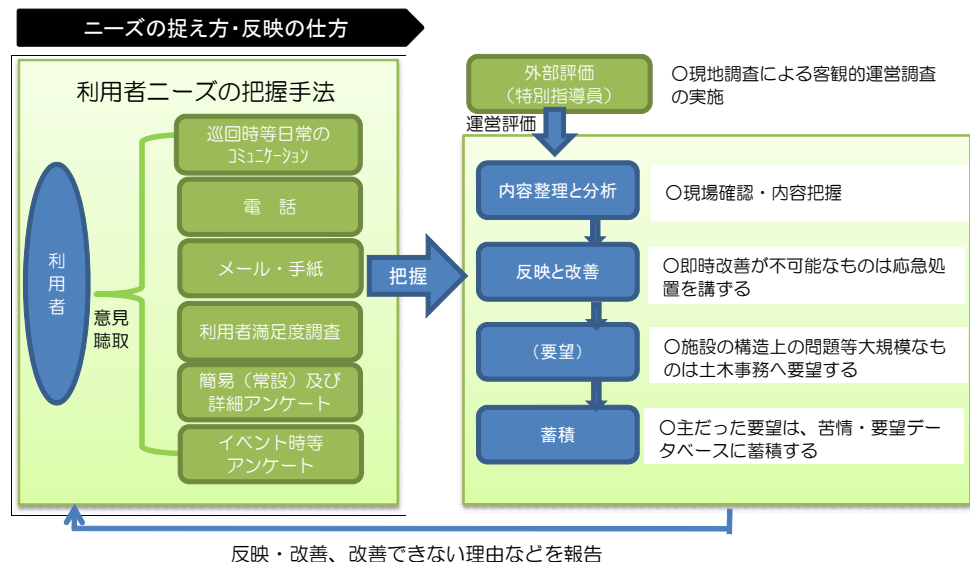 ニーズの捉え方・反映の仕方
利用者ニーズの把握手法
利用者
意見
聴取
巡回時等日常の
ｺﾐｭﾆｹｰｼｮﾝ
電　話
メール・手紙
利用者満足度調査
簡易（常設）及び
詳細アンケート
イベント時等
アンケート
把握
外部評価
（特別指導員）
〇現地調査による客観的運営調査
の実施
運営評価
内容整理と分析
〇現場確認・内容把握
反映と改善
〇即時改善が不可能なものは応急処
置を講ずる
（要望）
〇施設の構造上の問題等大規模なも
のは土木事務へ要望する
蓄積
〇主だった要望は、苦情・要望デー
タベースに蓄積する
反映・改善、改善できない理由などを報告